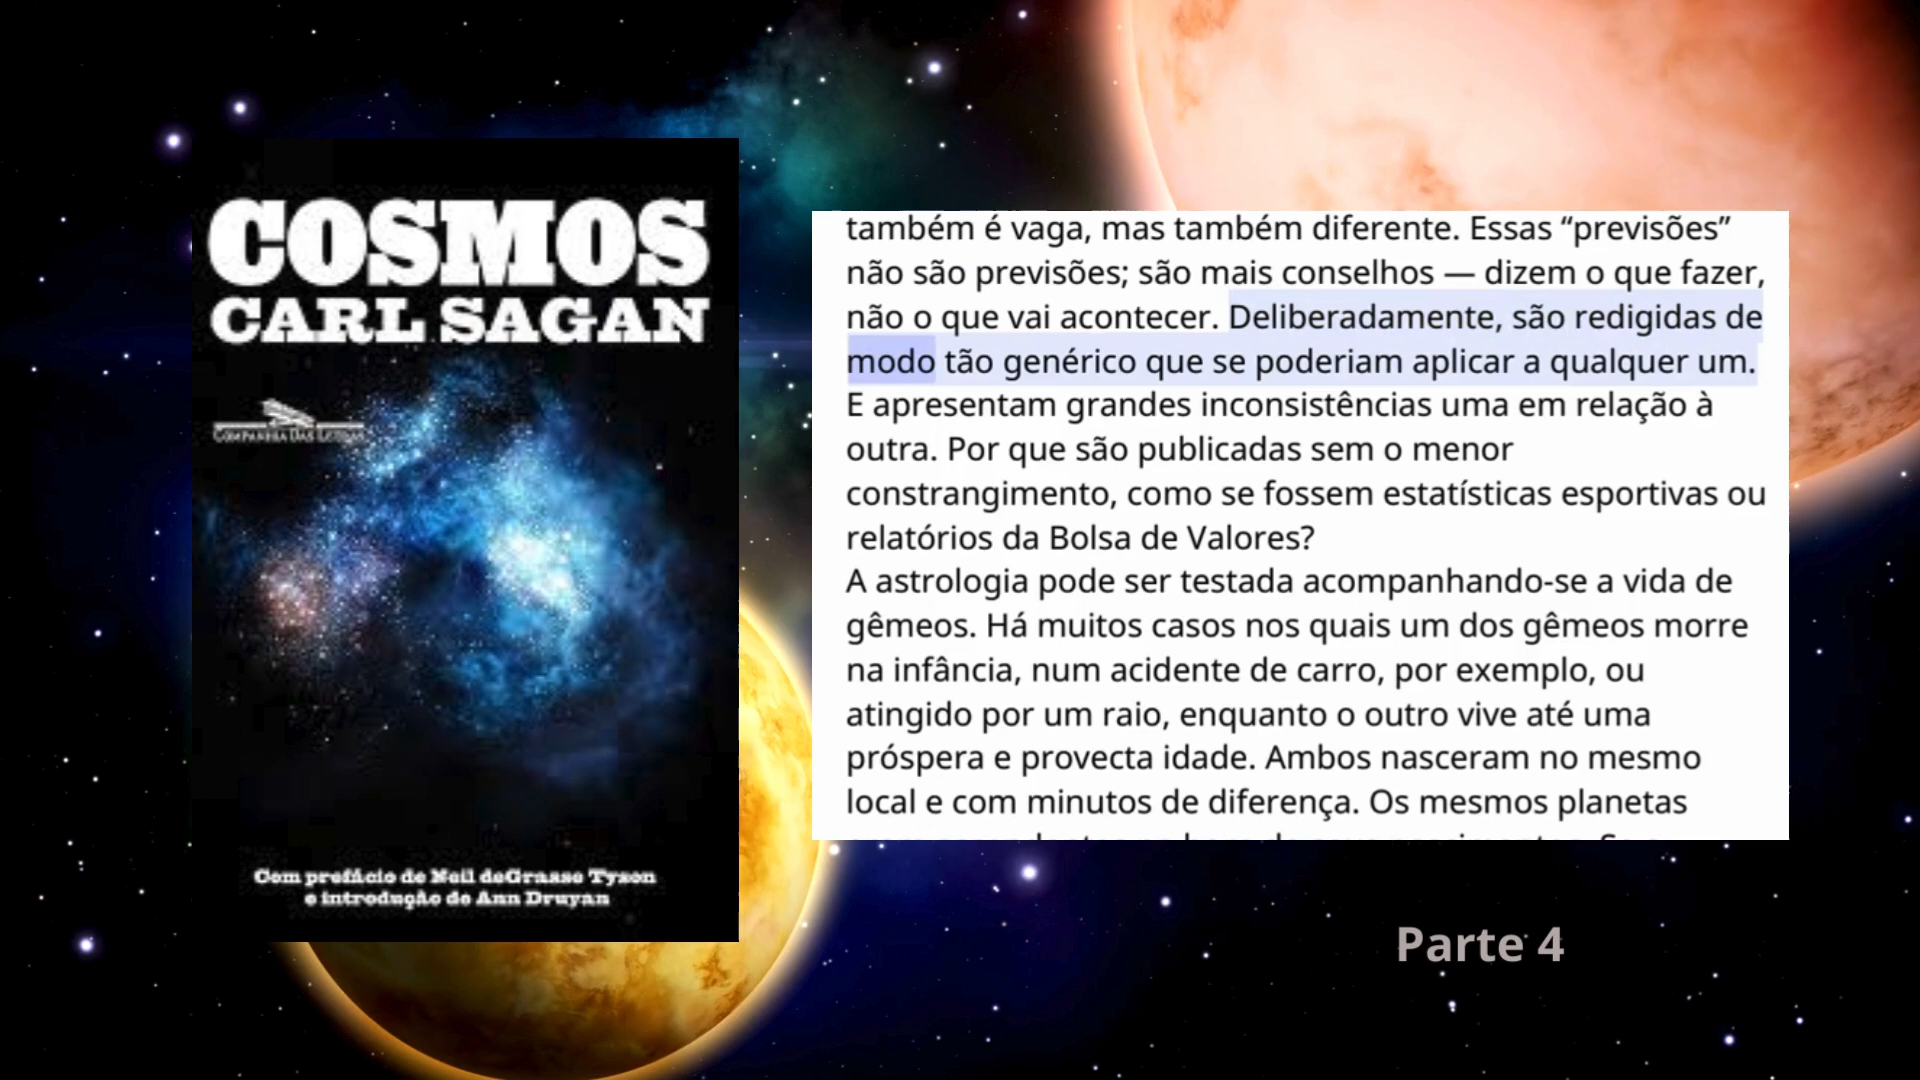 COSMOS
CARL SAGAN
COMPANHIA DAS LETRAS
Com prefácio de Neil deGrasse Tyson
e introdução de Ann Druyan
também é vaga, mas também diferente. Essas “previsões”
não são previsões; são mais conselhos — dizem o que fazer,
não o que vai acontecer. Deliberadamente, são redigidas de
modo tão genérico que se poderiam aplicar a qualquer um.
E apresentam grandes inconsistências uma em relação à
outra. Por que são publicadas sem o menor
constrangimento, como se fossem estatísticas esportivas ou
relatórios da Bolsa de Valores?
A astrologia pode ser testada acompanhando-se a vida de
gêmeos. Há muitos casos nos quais um dos gêmeos morre
na infância, num acidente de carro, por exemplo, ou
atingido por um raio, enquanto o outro vive até uma
próspera e provecta idade. Ambos nasceram no mesmo
local e com minutos de diferença. Os mesmos planetas
Parte 4